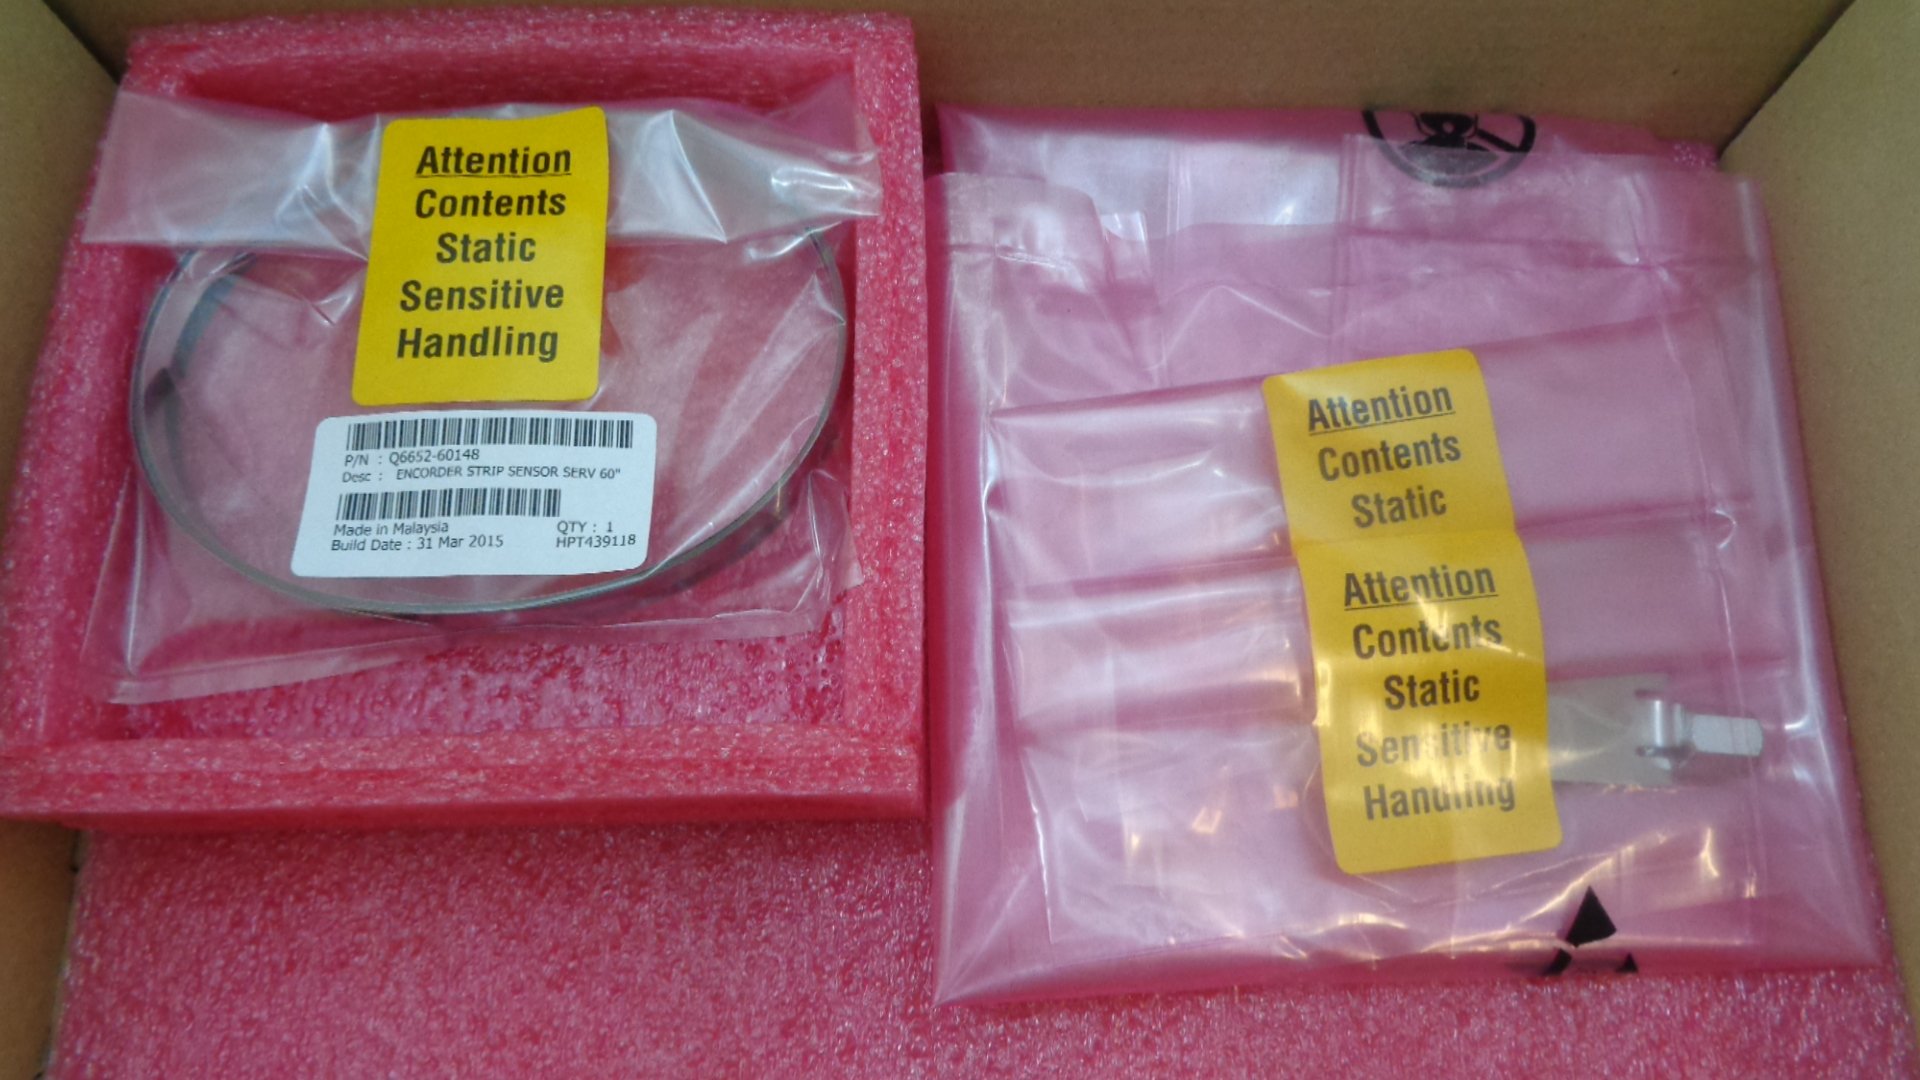 Attention
Contents
Static
Sensitive
Handling
P/N : Q6652-60148
Desc : ENCORDER STRIP SENSOR SERV 60"
Made in Malaysia QTY : 1
Build Date : 31 Mar 2015 HPT439118
Attention
Contents
Static
Attention
Contents
Static
Sensitive
Handling